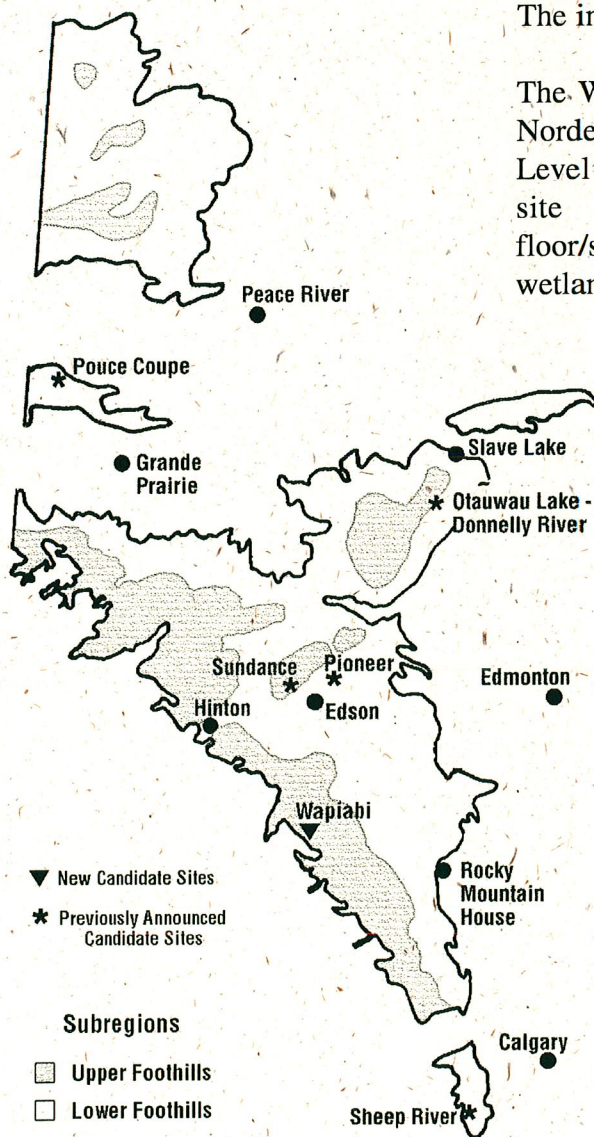 The in
The W
Norde
Level
site
floor/s
wetlan
Peace River
Pouce Coupe
Grande
Prairie
Slave Lake
Otauwau Lake -
Donnelly River
Sundance
Pioneer
Edmonton
Hinton
Edson
Wapiabi
New Candidate Sites
Previously Announced
Candidate Sites
Rocky
Mountain
House
Subregions
Upper Foothills
Lower Foothills
Calgary
Sheep River